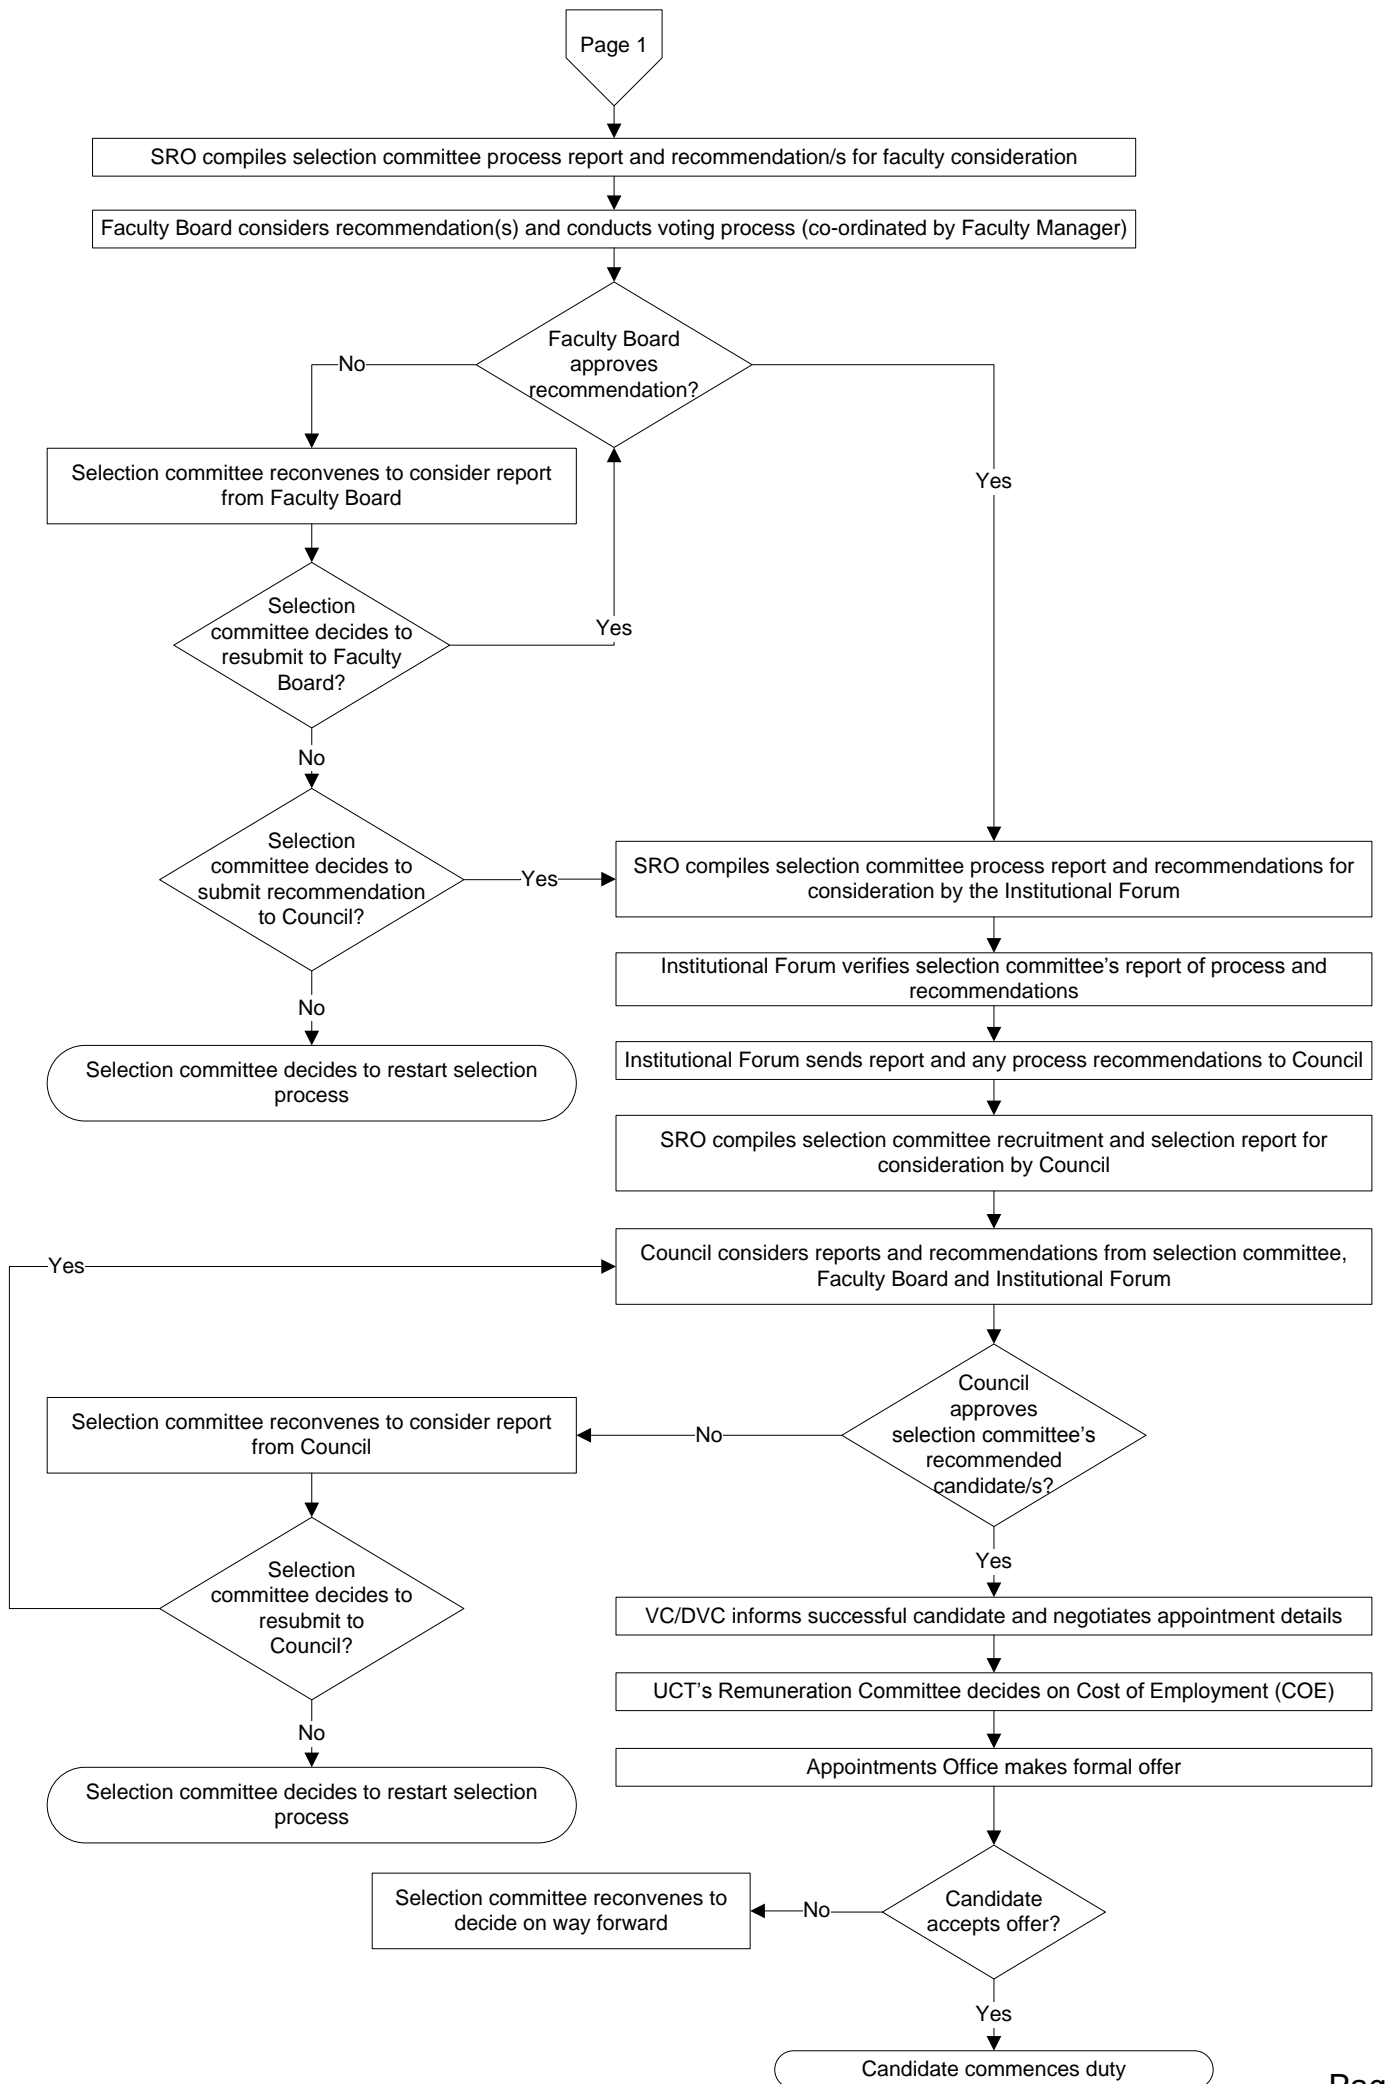 Page 1
SRO compiles selection committee process report and recommendation/s for faculty consideration
Faculty Board considers recommendation(s) and conducts voting process (co-ordinated by Faculty Manager)
Faculty Board
approves
recommendation?
No
Yes
Selection committee reconvenes to consider report
from Faculty Board
Selection
committee decides to
resubmit to Faculty
Board?
Yes
No
Selection
committee decides to
submit recommendation
to Council?
Yes
SRO compiles selection committee process report and recommendations for
consideration by the Institutional Forum
Institutional Forum verifies selection committee's report of process and
recommendations
No
Selection committee decides to restart selection
process
Institutional Forum sends report and any process recommendations to Council
SRO compiles selection committee recruitment and selection report for
consideration by Council
Yes
Council considers reports and recommendations from selection committee,
Faculty Board and Institutional Forum
Council
approves
selection committee's
recommended
candidate/s?
No
Selection committee reconvenes to consider report
from Council
Selection
committee decides to
resubmit to
Council?
Yes
VC/DVC informs successful candidate and negotiates appointment details
UCT's Remuneration Committee decides on Cost of Employment (COE)
No
Appointments Office makes formal offer
Selection committee decides to restart selection
process
Candidate
accepts offer?
No
Selection committee reconvenes to
decide on way forward
Yes
Candidate commences duty